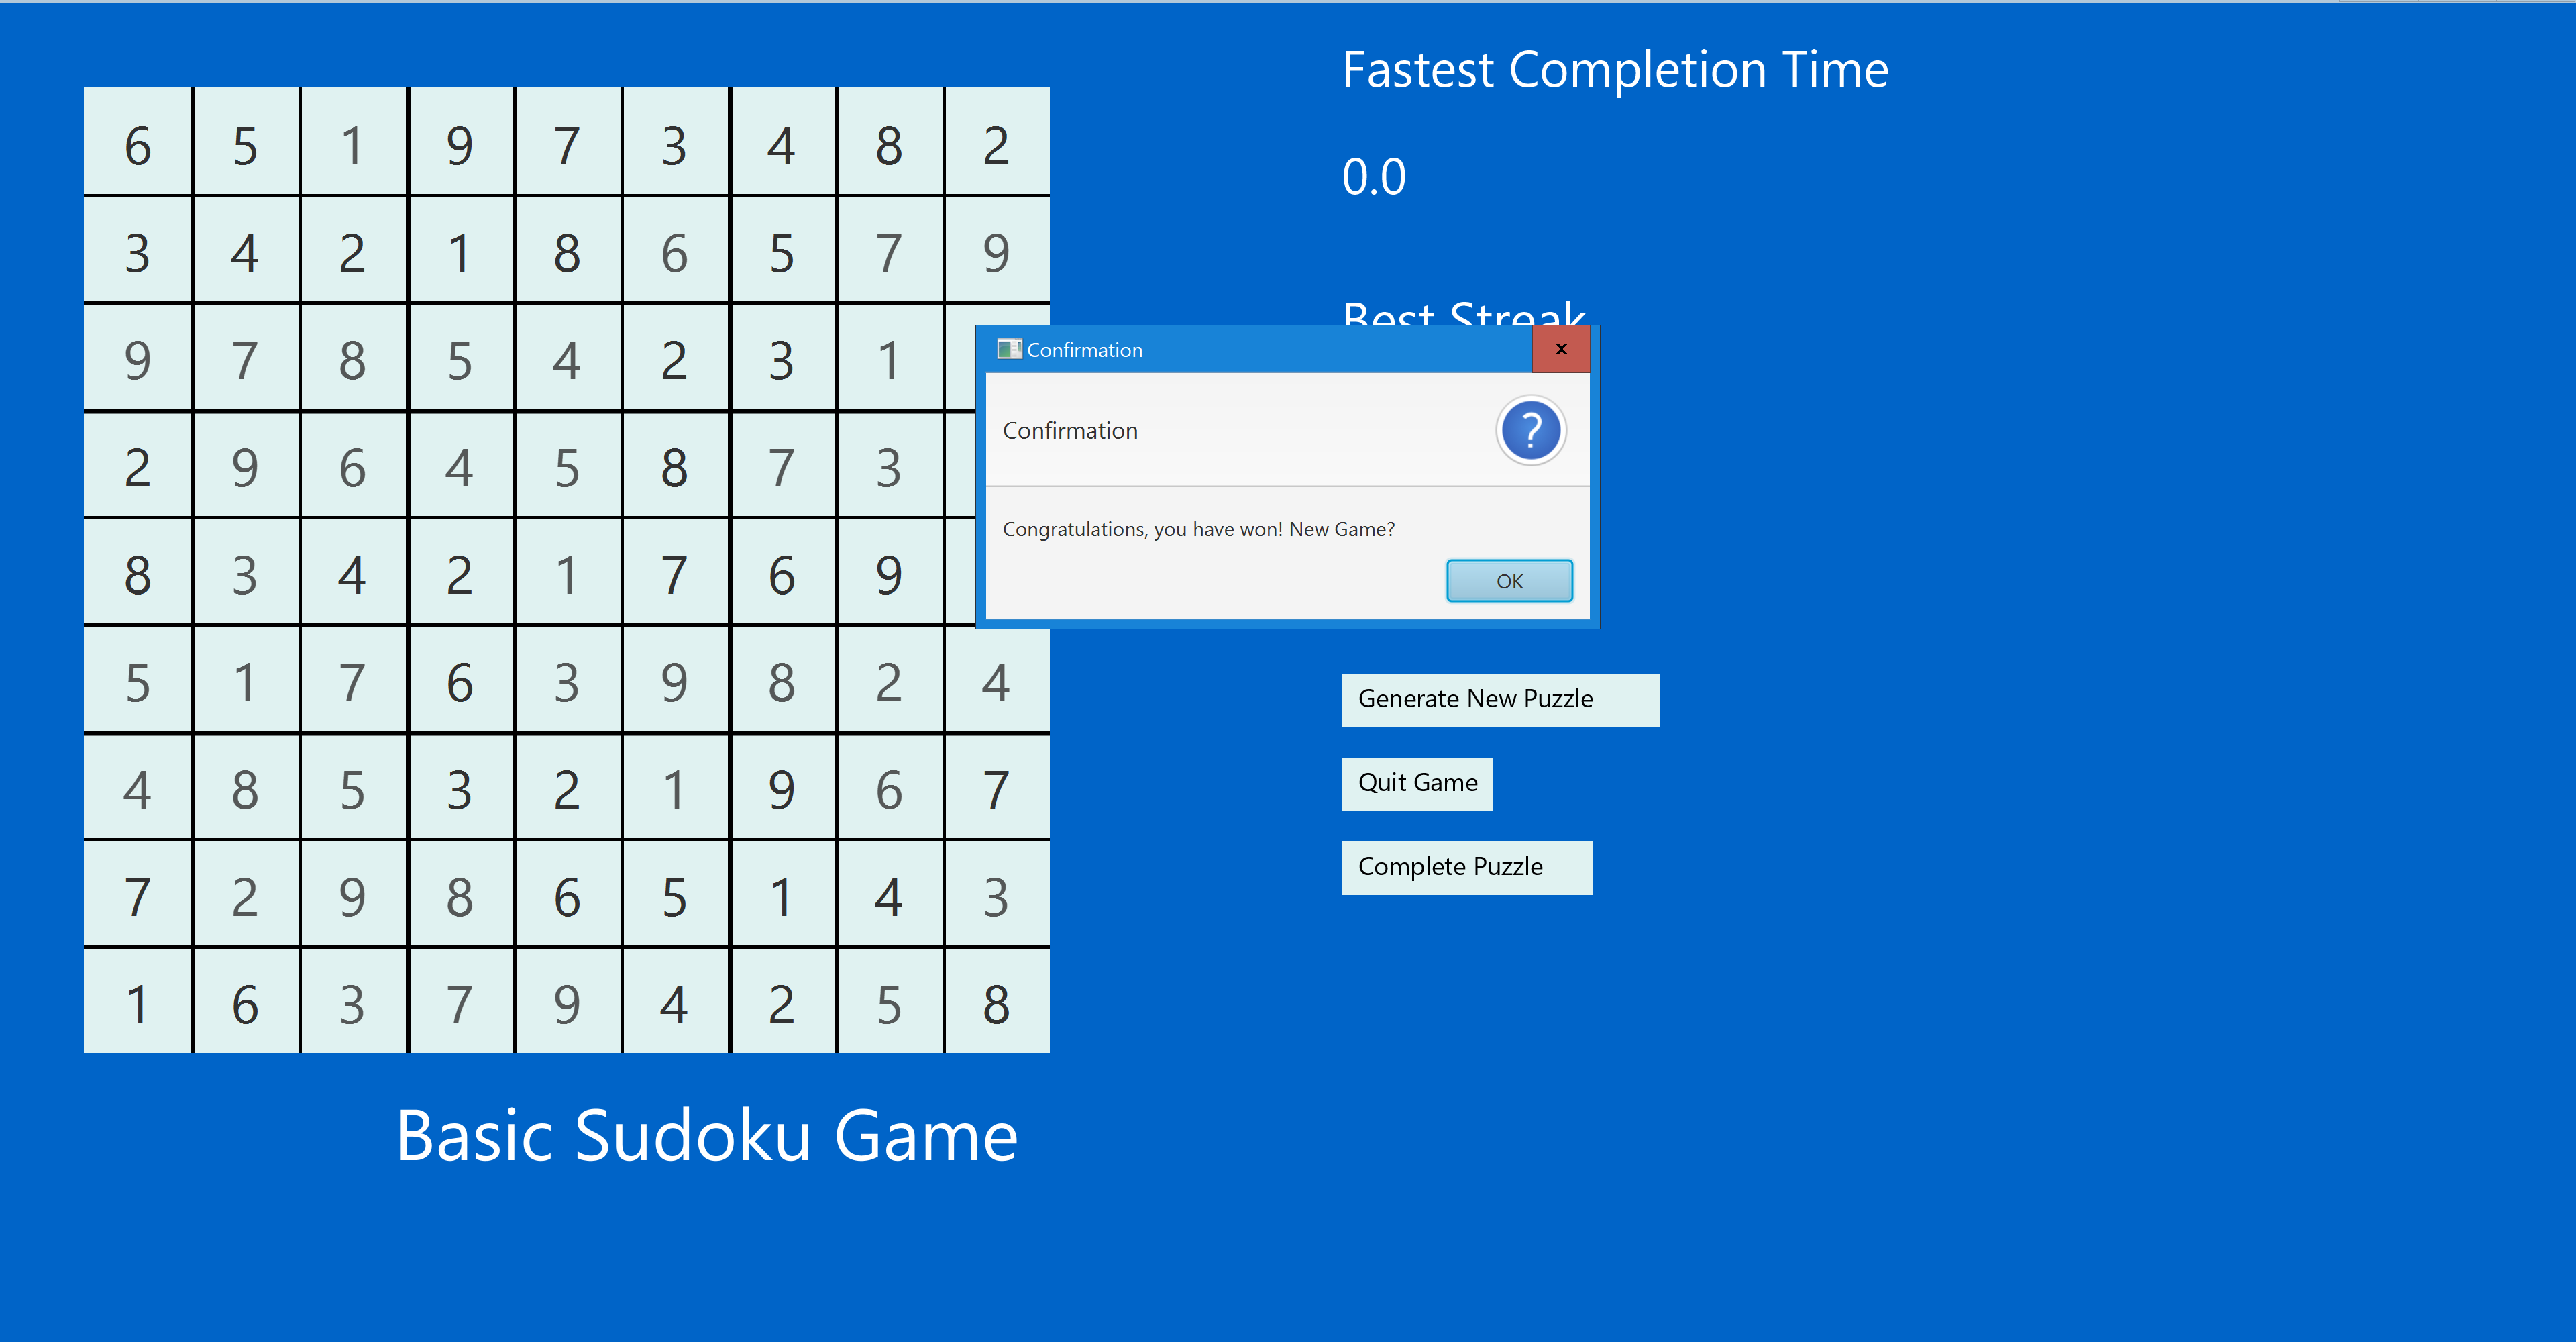 6 5 1 9 7 3 4 8 2
3 4 2 1 8 6 5 7 9
9 7 8 5 4 2 3 1
2 9 6 4 5 8 7 3
8 3 4 2 1 7 6 9
5 1 7 6 3 9 8 2 4
4 8 5 3 2 1 9 6 7
7 2 9 8 6 5 1 4 3
1 6 3 7 9 4 2 5 8
Basic Sudoku Game
Fastest Completion Time
0.0
Best Streak
Confirmation
x
Confirmation
?
Congratulations, you have won! New Game?
OK
Generate New Puzzle
Quit Game
Complete Puzzle